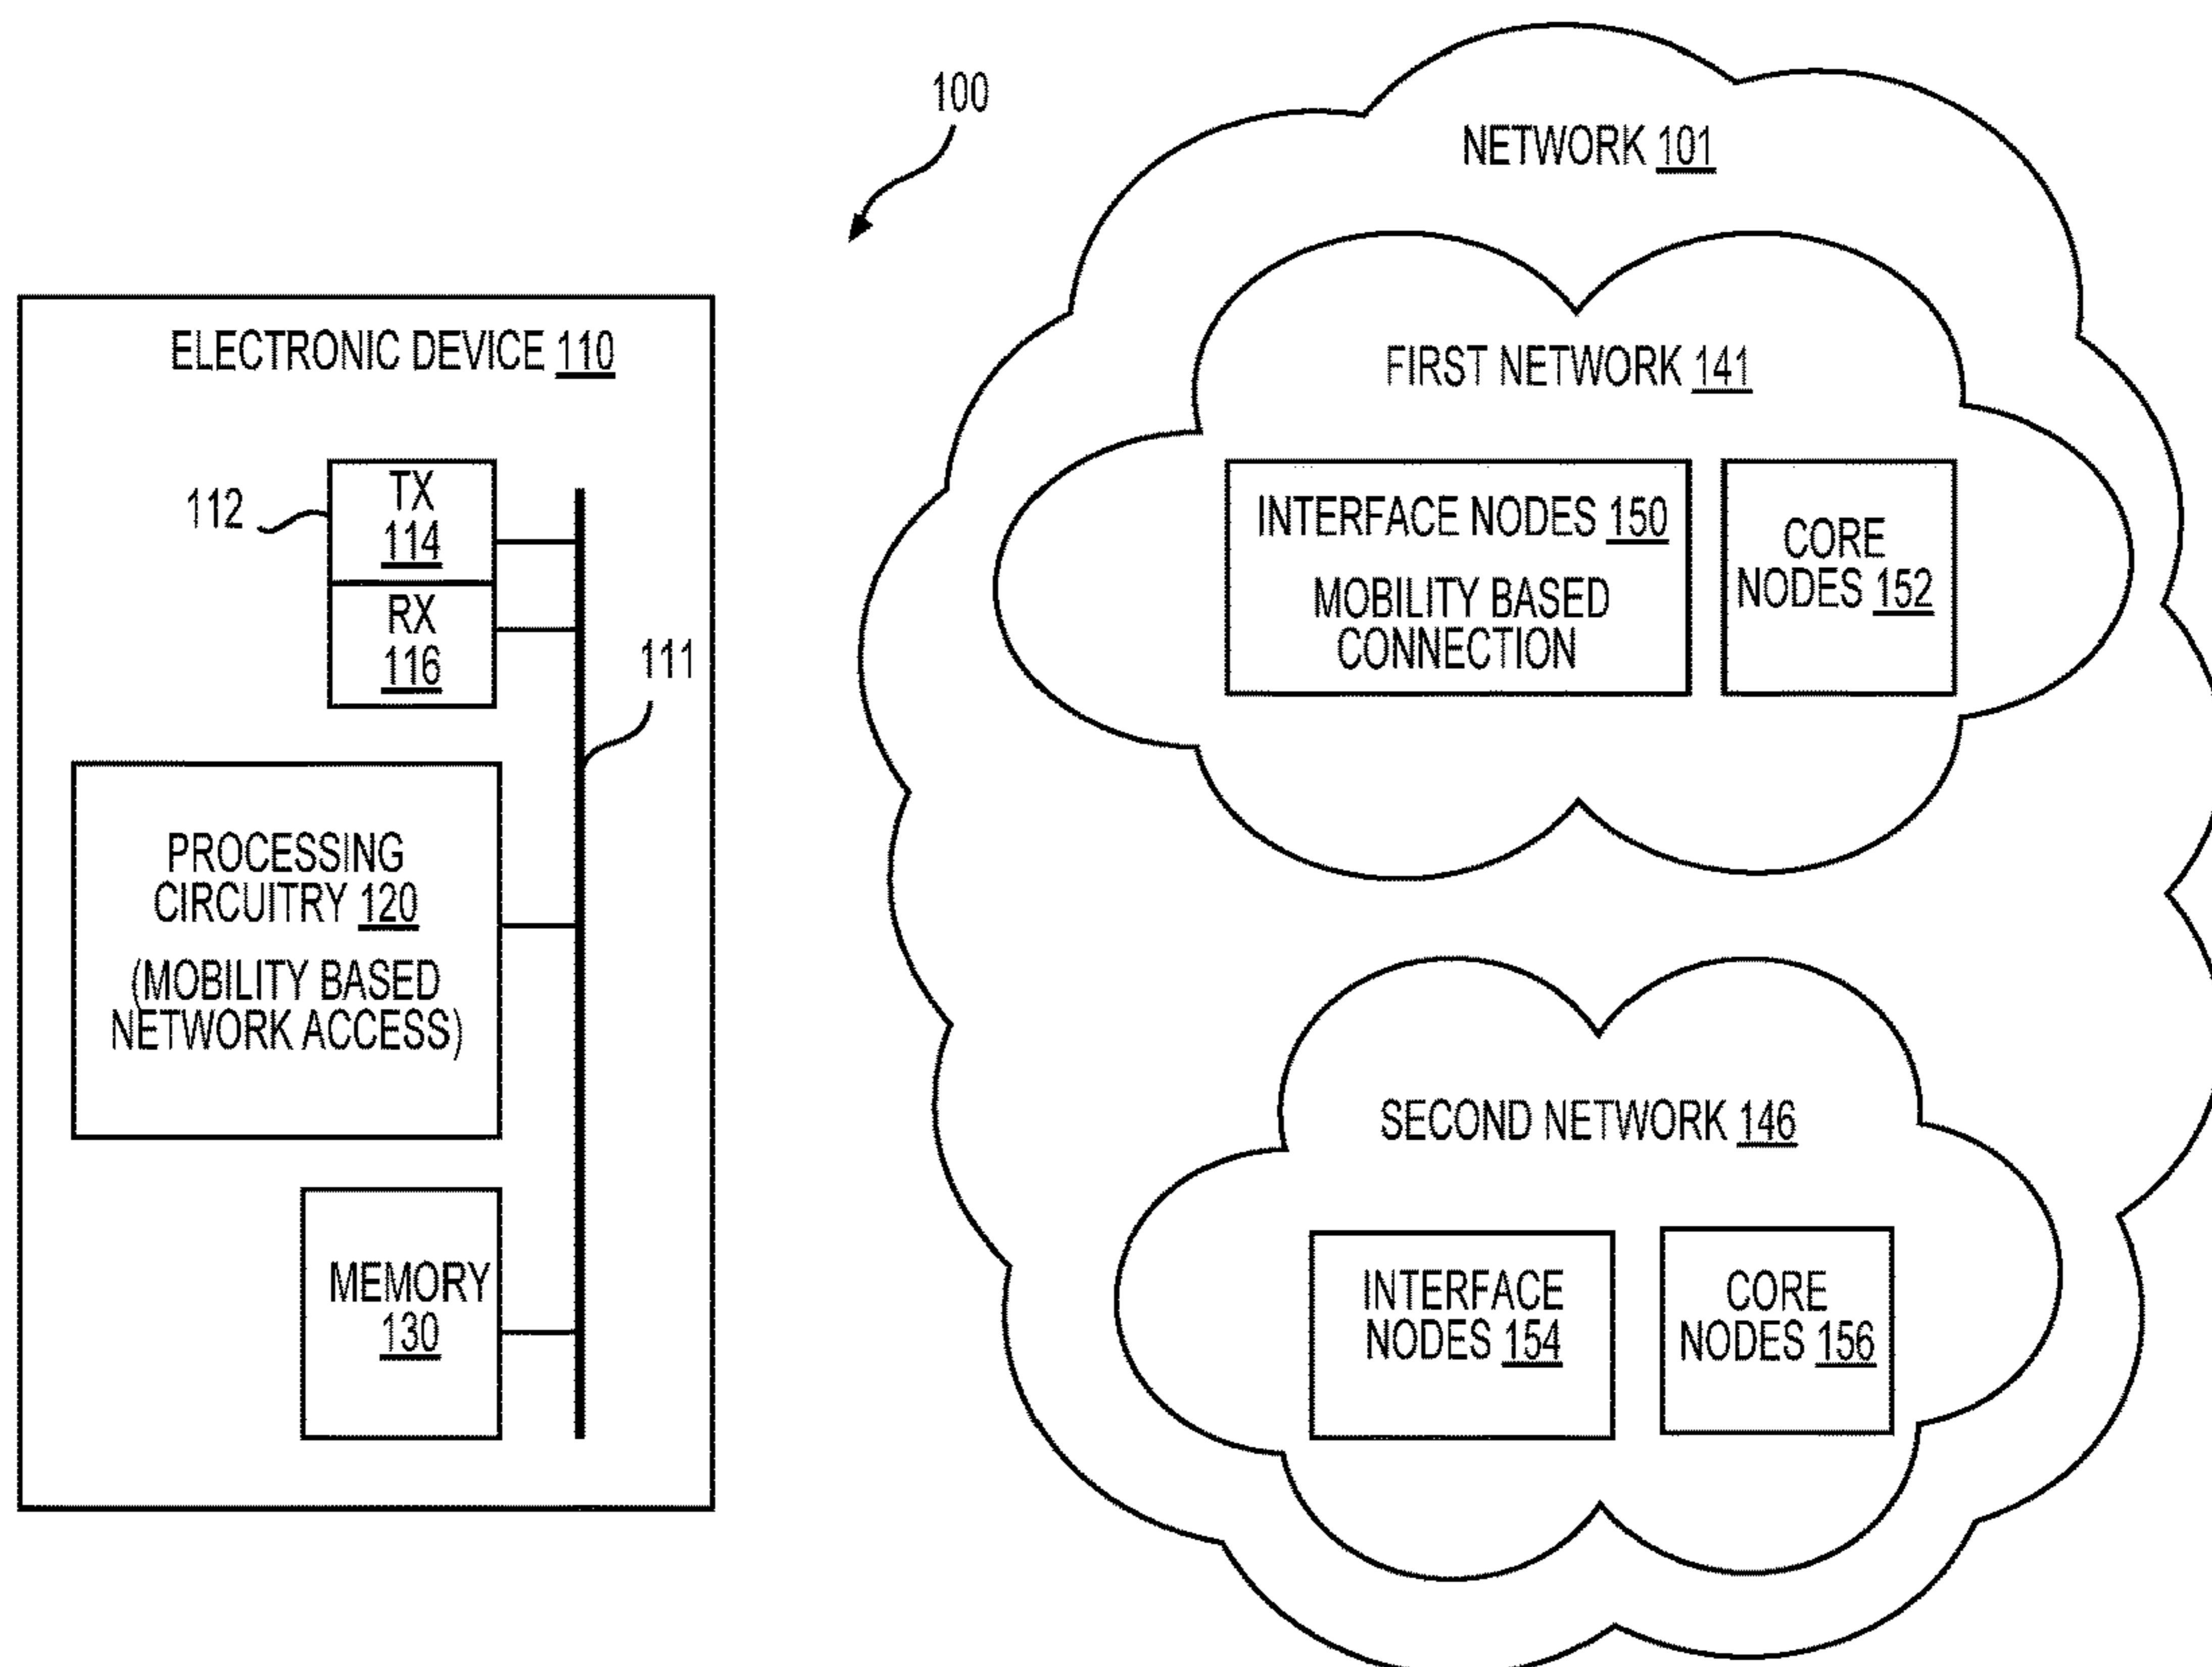 100
NETWORK 101
ELECTRONIC DEVICE 110
FIRST NETWORK 141
112
TX
114
RX
116
111
INTERFACE NODES 150
MOBILITY BASED
CONNECTION
CORE
NODES 152
PROCESSING
CIRCUITRY 120
(MOBILITY BASED
NETWORK ACCESS)
SECOND NETWORK 146
MEMORY
130
INTERFACE
NODES 154
CORE
NODES 156